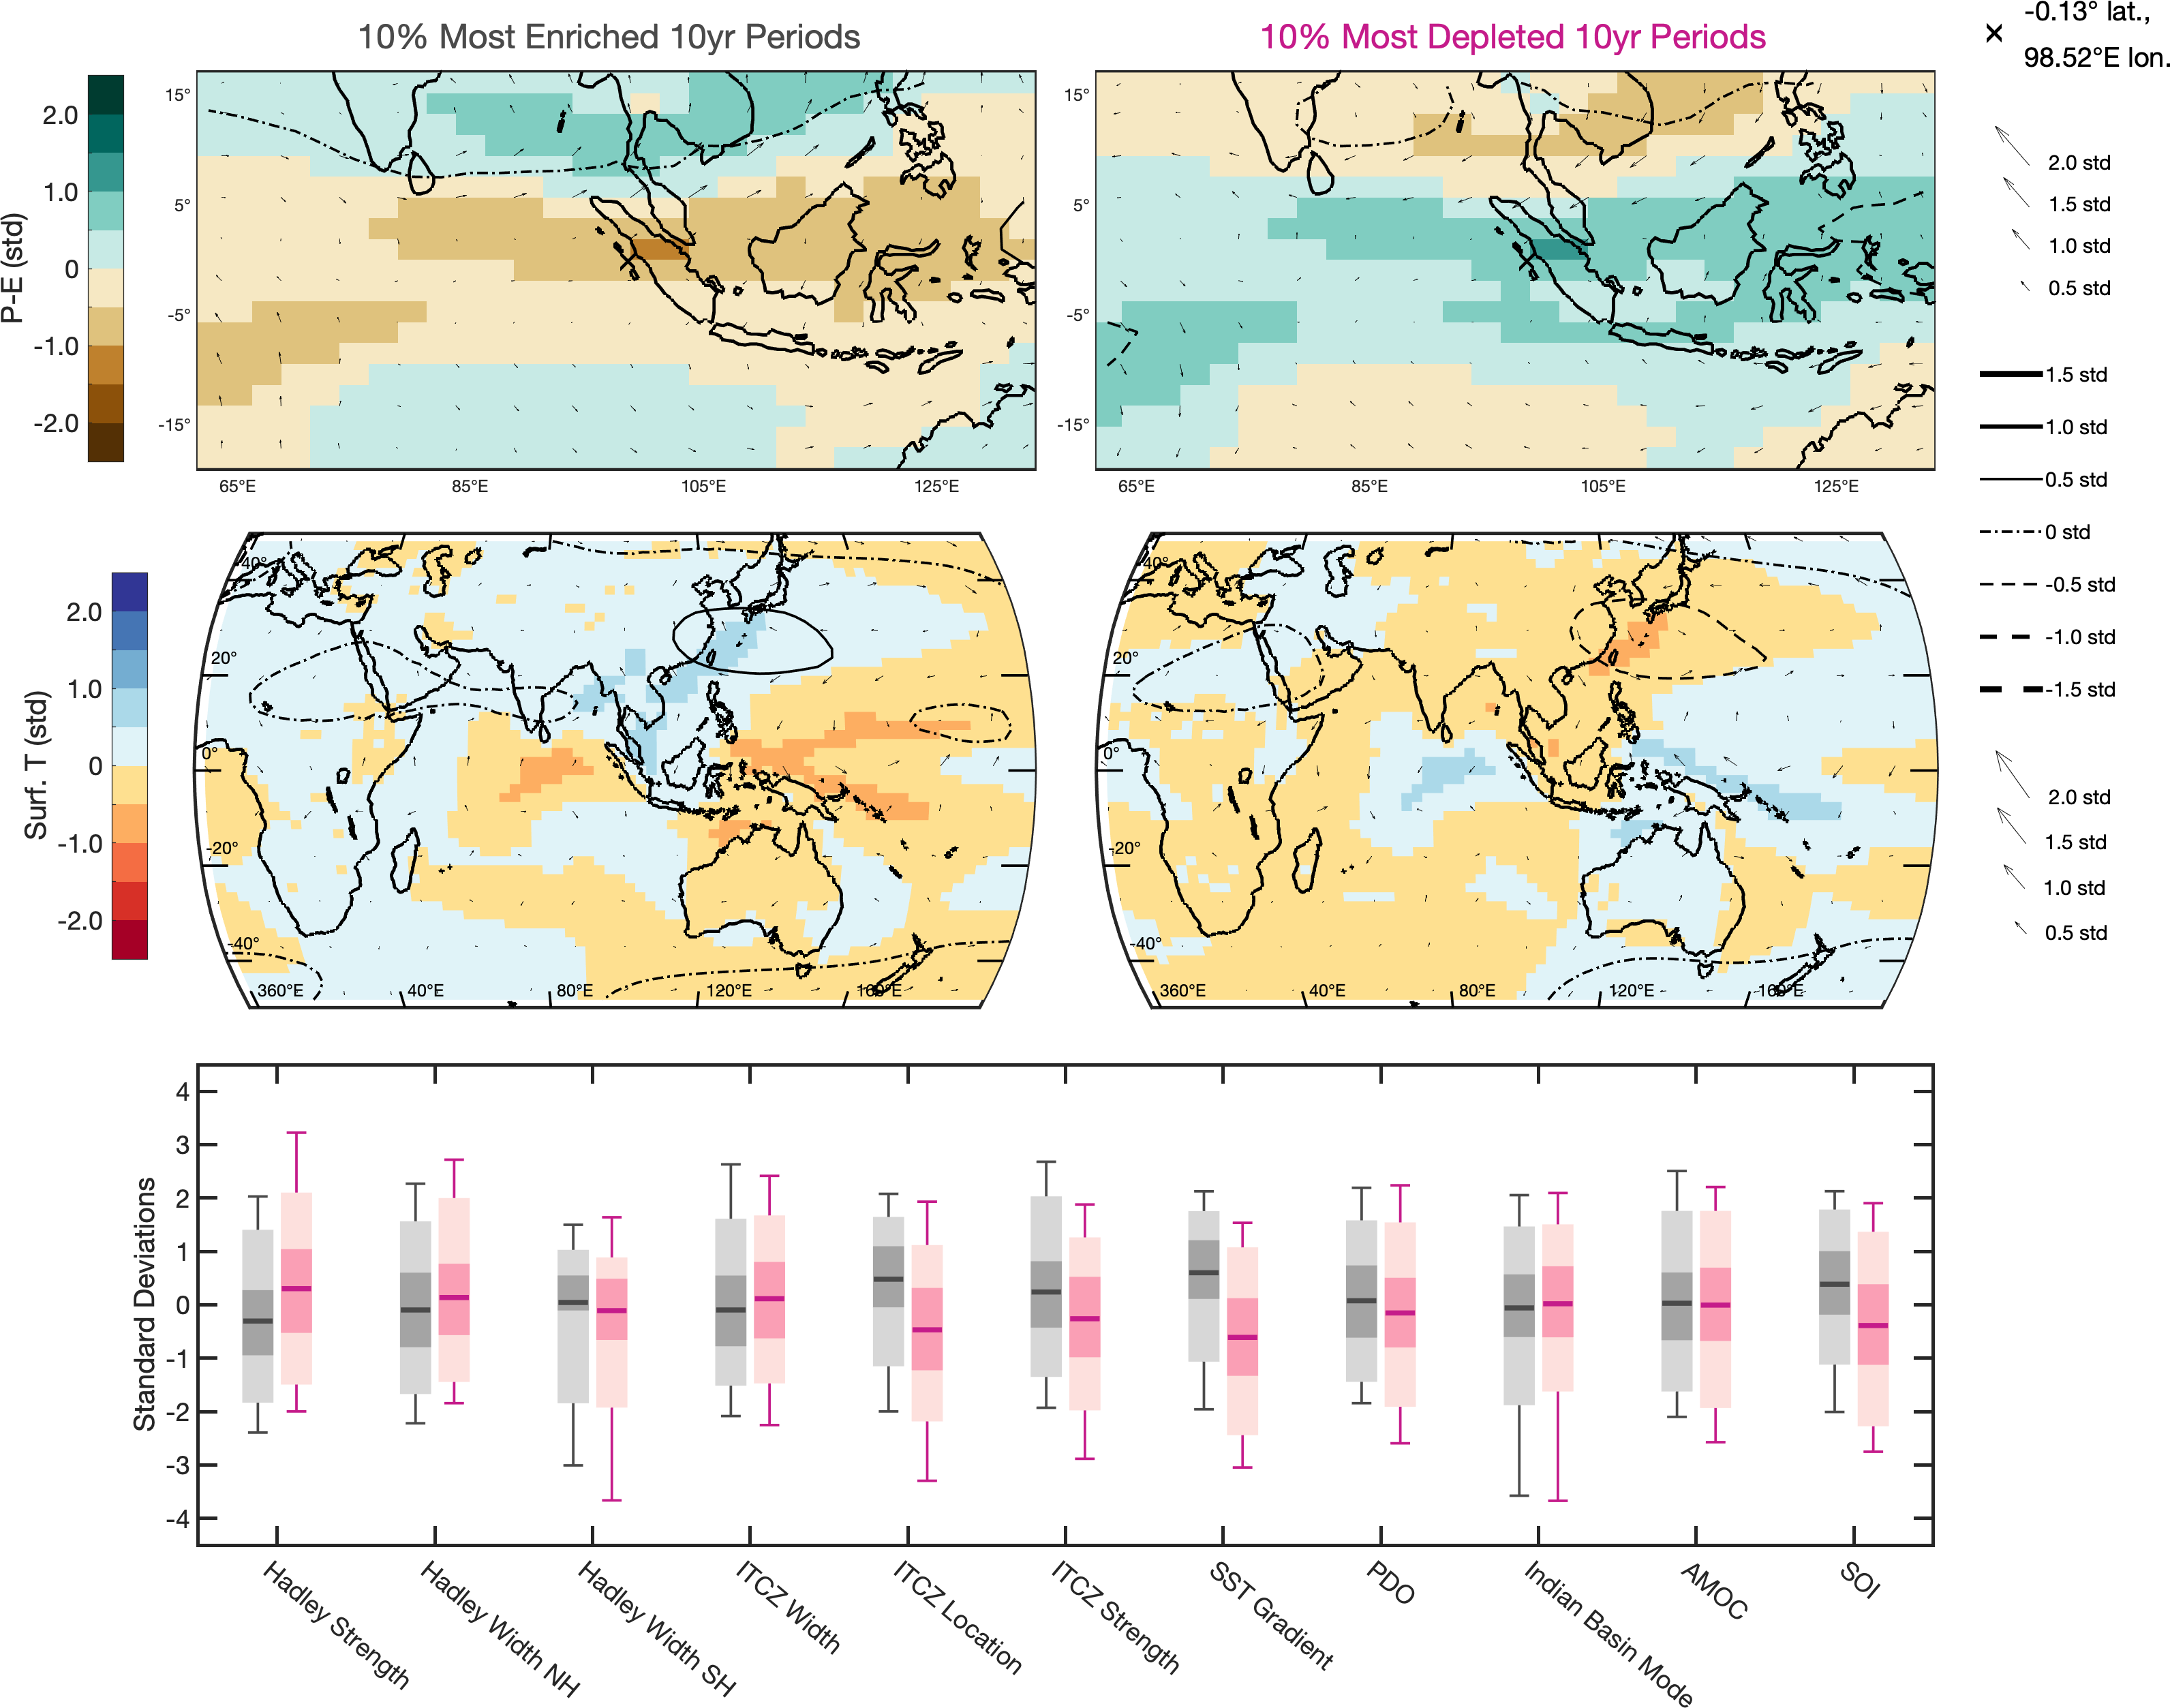 10% Most Enriched 10yr Periods
10% Most Depleted 10yr Periods
-0.13° lat.,
98.52°E lon.
P-E (std)
2.0
1.0
0
-1.0
-2.0
15°
5°
-5°
-15°
65°E
85°E
105°E
125°E
15°
5°
-5°
-15°
65°E
85°E
105°E
125°E
2.0 std
1.5 std
1.0 std
0.5 std
1.5 std
1.0 std
0.5 std
0 std
-0.5 std
-1.0 std
-1.5 std
Surf. T (std)
2.0
1.0
0
-1.0
-2.0
40°
20°
0°
-20°
-40°
360°E
40°E
80°E
120°E
160°E
40°
20°
0°
-20°
-40°
360°E
40°E
80°E
120°E
160°E
2.0 std
1.5 std
1.0 std
0.5 std
Standard Deviations
4
3
2
1
0
-1
-2
-3
-4
Hadley Strength
Hadley Width NH
Hadley Width SH
ITCZ Width
ITCZ Location
ITCZ Strength
SST Gradient
PDO
Indian Basin Mode
AMOC
SOI